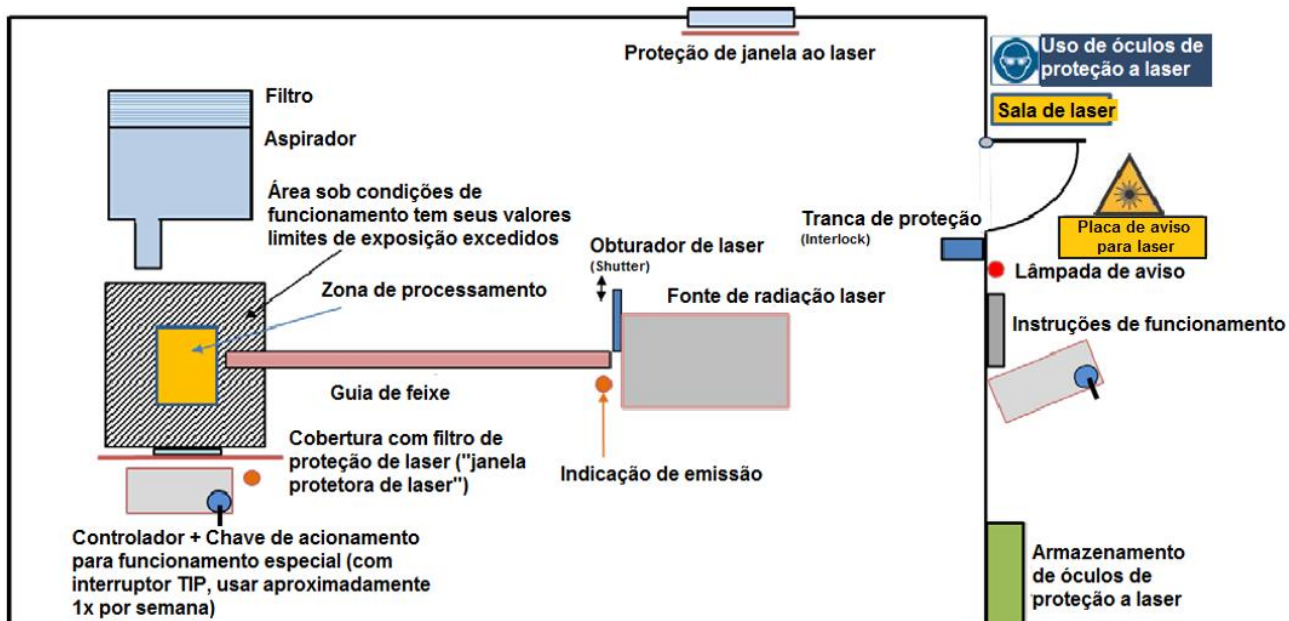 Proteção de janela ao laser
Uso de óculos de
proteção a laser
Sala de laser
Filtro
Aspirador
Área sob condições de
funcionamento tem seus valores
limites de exposição excedidos
Zona de processamento
Obturador de laser
(Shutter)
Fonte de radiação laser
Tranca de proteção
(Interlock)
Placa de aviso
para laser
Lâmpada de aviso
Instruções de funcionamento
Guia de feixe
Cobertura com filtro de
proteção de laser ("janela
protetora de laser")
Indicação de emissão
Controlador + Chave de acionamento
para funcionamento especial (com
interruptor TIP, usar aproximadamente
1x por semana)
Armazenamento
de óculos de
proteção a laser